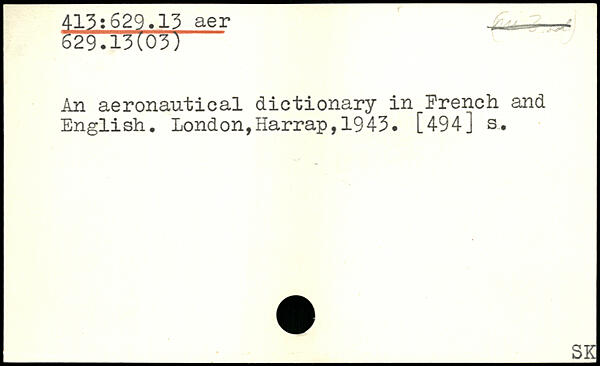 413:629.13 aer
629.13(03)
An aeronautical dictionary in French and
English. London,Harrap,1943. [494] s.
SK